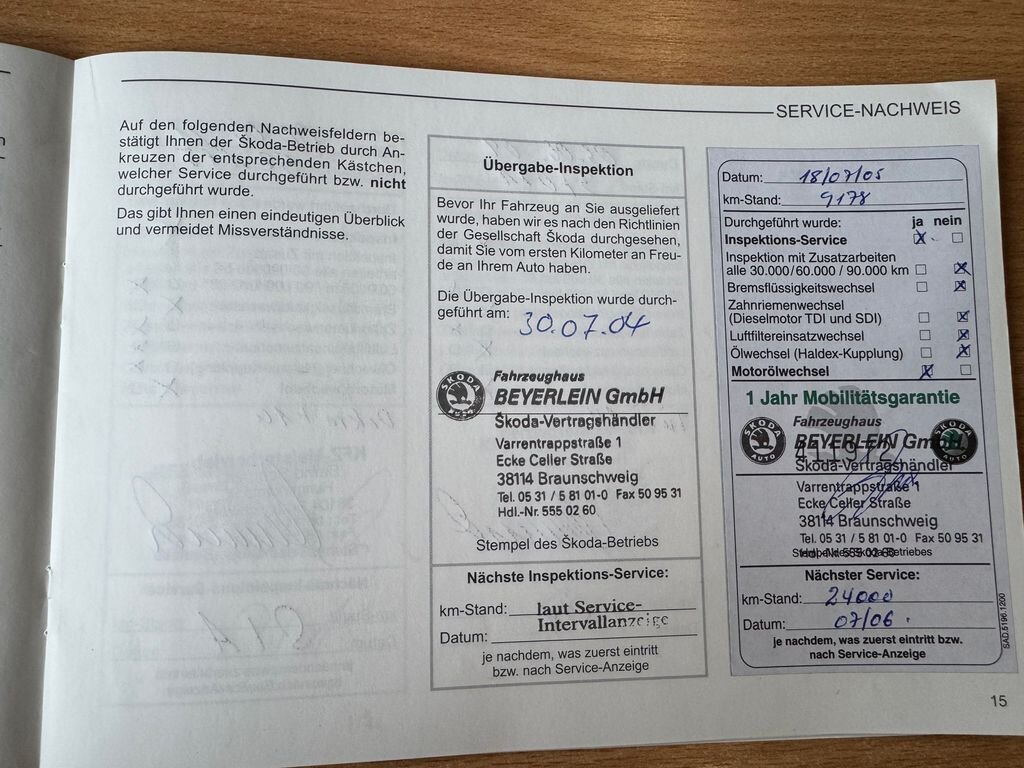 SERVICE-NACHWEIS
Auf den folgenden Nachweisfeldern be-
stätigt Ihnen der Škoda-Betrieb durch An-
kreuzen der entsprechenden Kästchen,
welcher Service durchgeführt bzw. nicht
durchgeführt wurde.
Das gibt Ihnen einen eindeutigen Überblick
und vermeidet Missverständnisse.
Übergabe-Inspektion
Bevor Ihr Fahrzeug an Sie ausgeliefert
wurde, haben wir es nach den Richtlinien
der Gesellschaft Škoda durchgesehen,
damit Sie vom ersten Kilometer an Freu-
de an Ihrem Auto haben.
Die Übergabe-Inspektion wurde durch-
geführt am: 30.07.04
SKODA
AUTO
Fahrzeughaus
BEYERLEIN GmbH
Škoda-Vertragshändler
Varrentrappstraße 1
Ecke Celler Straße
38114 Braunschweig
Tel. 05 31 / 5 81 01-0 Fax 50 95 31
Hdl.-Nr. 555 02 60
Stempel des Škoda-Betriebs
Nächste Inspektions-Service:
km-Stand: laut Service-
Intervallanzeige
Datum:
je nachdem, was zuerst eintritt
bzw. nach Service-Anzeige
Datum: 18/07/05
km-Stand: 9178
Durchgeführt wurde: ja nein
Inspektions-Service
Inspektion mit Zusatzarbeiten
alle 30.000/60.000 / 90.000 km
Bremsflüssigkeitswechsel
Zahnriemenwechsel
(Dieselmotor TDI und SDI)
Luftfiltereinsatzwechsel
Ölwechsel (Haldex-Kupplung)
Motorölwechsel
1 Jahr Mobilitätsgarantie
SKODA
AUTO
Fahrzeughaus
BEYERLEIN GmbH
SKODA
AUTO
Škoda-Vertragshändler
Varrentrappstraße 1
Ecke Celler Straße
38114 Braunschweig
Tel. 05 31 / 5 81 01-0 Fax 50 95 31
Nächster Service:
km-Stand: 24000
Datum: 07/06.
je nachdem, was zuerst eintritt bzw.
nach Service-Anzeige
SAD.5196.1200
15